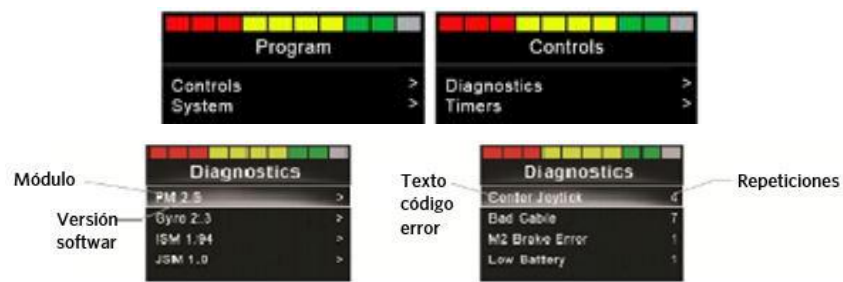 Program
Controls >
System >
Controls
Diagnostics >
Timers >
Módulo
Versión
softwar
Diagnostics
PM 2.5 >
Gyro 2.3 >
ISM 1.94 >
JSM 1.0 >
Texto
código
error
Diagnostics
Center Joytick 4
Bad Cable 7
M2 Brake Error 1
Low Battery 1
Repeticiones